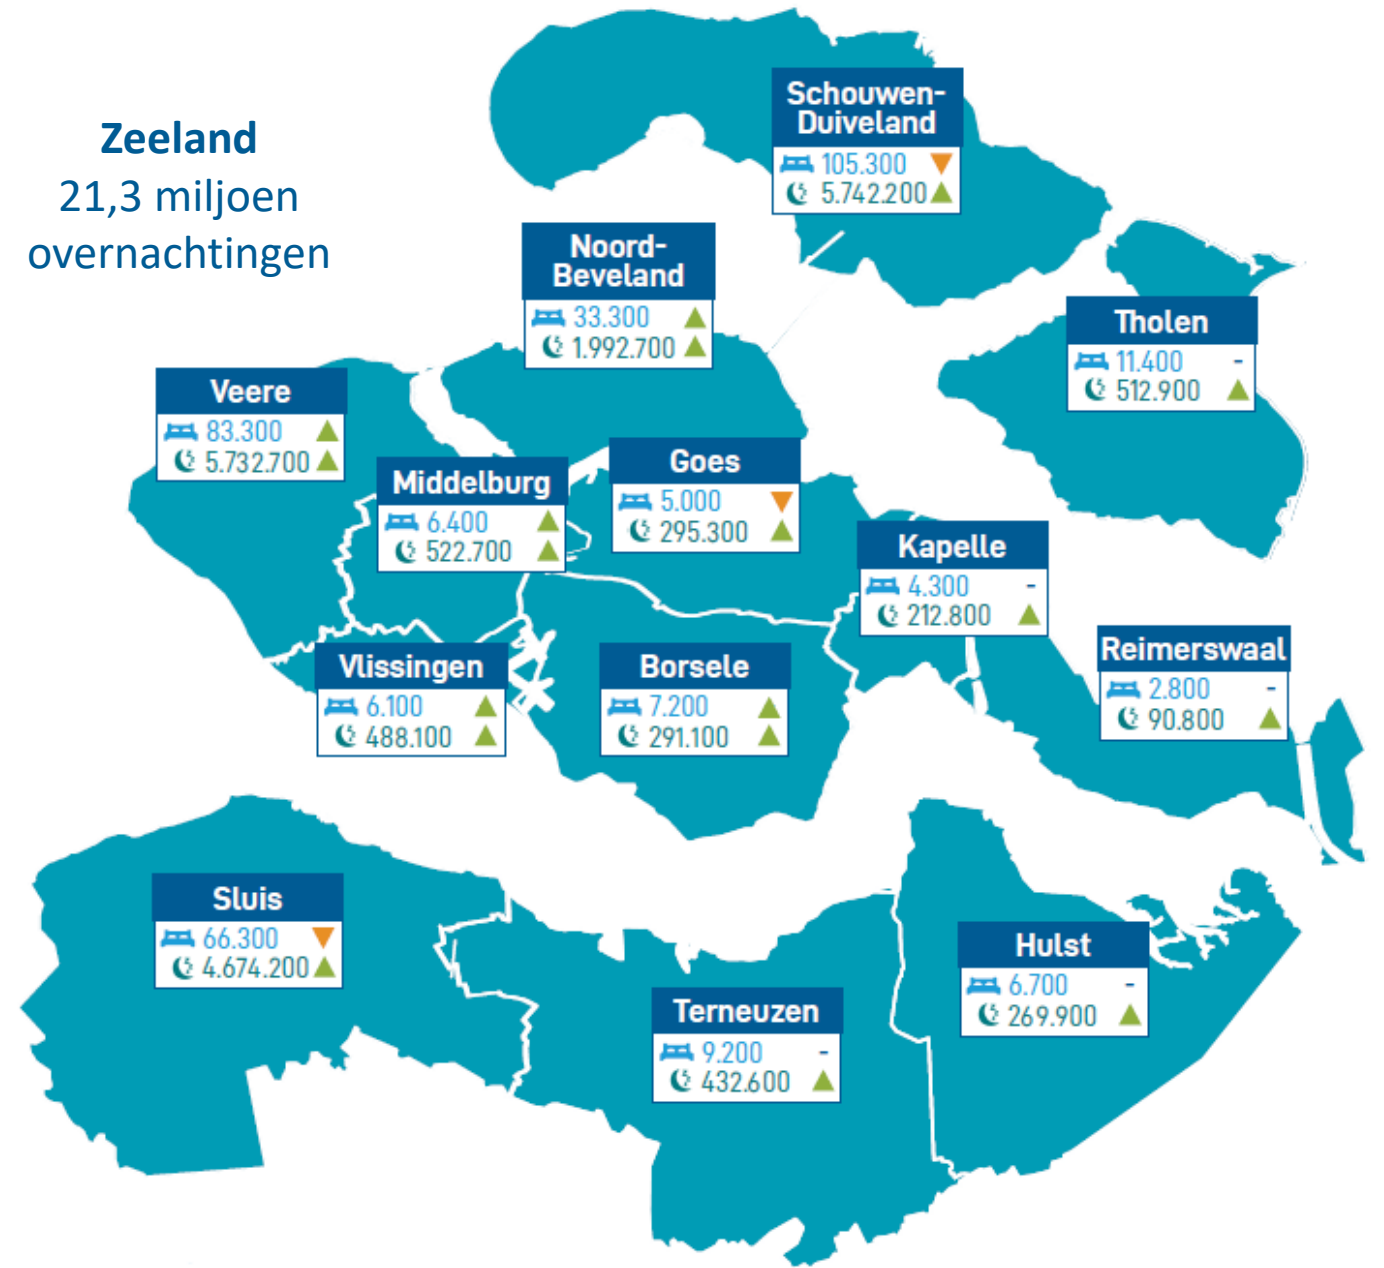 Zeeland
21,3 miljoen
overnachtingen
Schouwen-
Duiveland
105.300
5.742.200
Noord-
Beveland
33.300
1.992.700
Tholen
11.400 -
512.900
Veere
83.300
5.732.700
Middelburg
6.400
522.700
Goes
5.000
295.300
Kapelle
4.300 -
212.800
Vlissingen
6.100
488.100
Borsele
7.200
291.100
Reimerswaal
2.800 -
90.800
Sluis
66.300
4.674.200
Terneuzen
9.200 -
432.600
Hulst
6.700 -
269.900